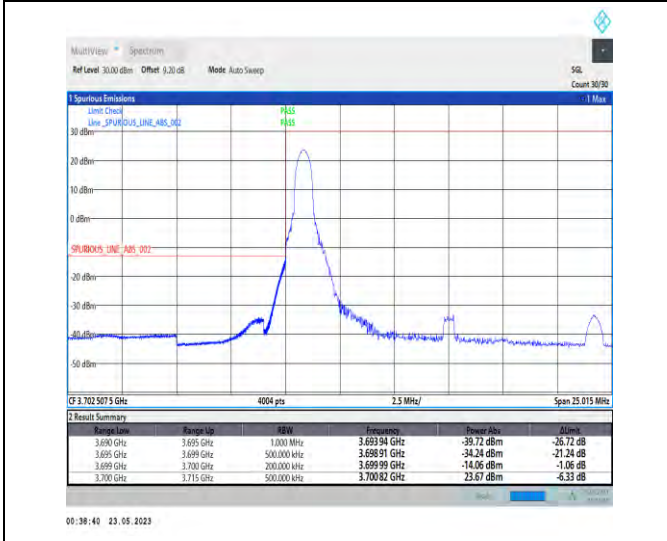 MultiView Spectrum
Ref Level 30.00 dBm Offset 9.20 dB Mode Auto Sweep SGL
Count 30/30
1 Spurious Emissions 1 Max
Limit Check PASS
Line _SPURIOUS_LINE_ABS_002 PASS
30 dBm
20 dBm
10 dBm
0 dBm
_SPURIOUS_LINE_ABS_002
-20 dBm
-30 dBm
-40 dBm
-50 dBm
CF 3.702 507 5 GHz 4004 pts 2.5 MHz/ Span 25.015 MHz
2 Result Summary
Range Low Range Up RBW Frequency Power Abs ΔLimit
3.690 GHz 3.695 GHz 1.000 MHz 3.693 94 GHz -39.72 dBm -26.72 dB
3.695 GHz 3.699 GHz 500.000 kHz 3.698 91 GHz -34.24 dBm -21.24 dB
3.699 GHz 3.700 GHz 200.000 kHz 3.699 99 GHz -14.06 dBm -1.06 dB
3.700 GHz 3.715 GHz 500.000 kHz 3.700 82 GHz 23.67 dBm -6.33 dB
00:38:40 23.05.2023